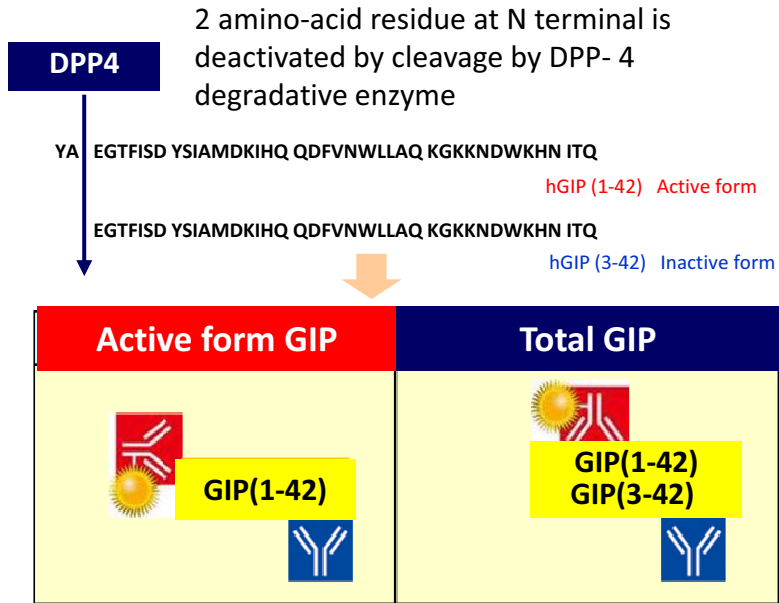 2 amino-acid residue at N terminal is
deactivated by cleavage by DPP- 4
degradative enzyme
DPP4
YA EGTFISD YSIAMDKIHQ QDFVNWLLAQ KGKKNDWKHN ITQ
hGIP (1-42) Active form
EGTFISD YSIAMDKIHQ QDFVNWLLAQ KGKKNDWKHN ITQ
hGIP (3-42) Inactive form
Active form GIP
Total GIP
GIP(1-42)
GIP(1-42)
GIP(3-42)